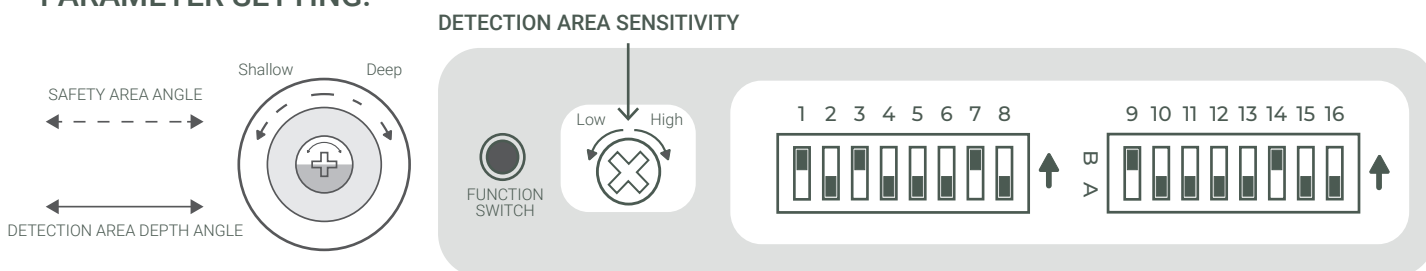 PARAMETER SETTING:
DETECTION AREA SENSITIVITY
Shallow Deep
SAFETY AREA ANGLE
DETECTION AREA DEPTH ANGLE
Low High
FUNCTION
SWITCH
1 2 3 4 5 6 7 8
9 10 11 12 13 14 15 16
B
A